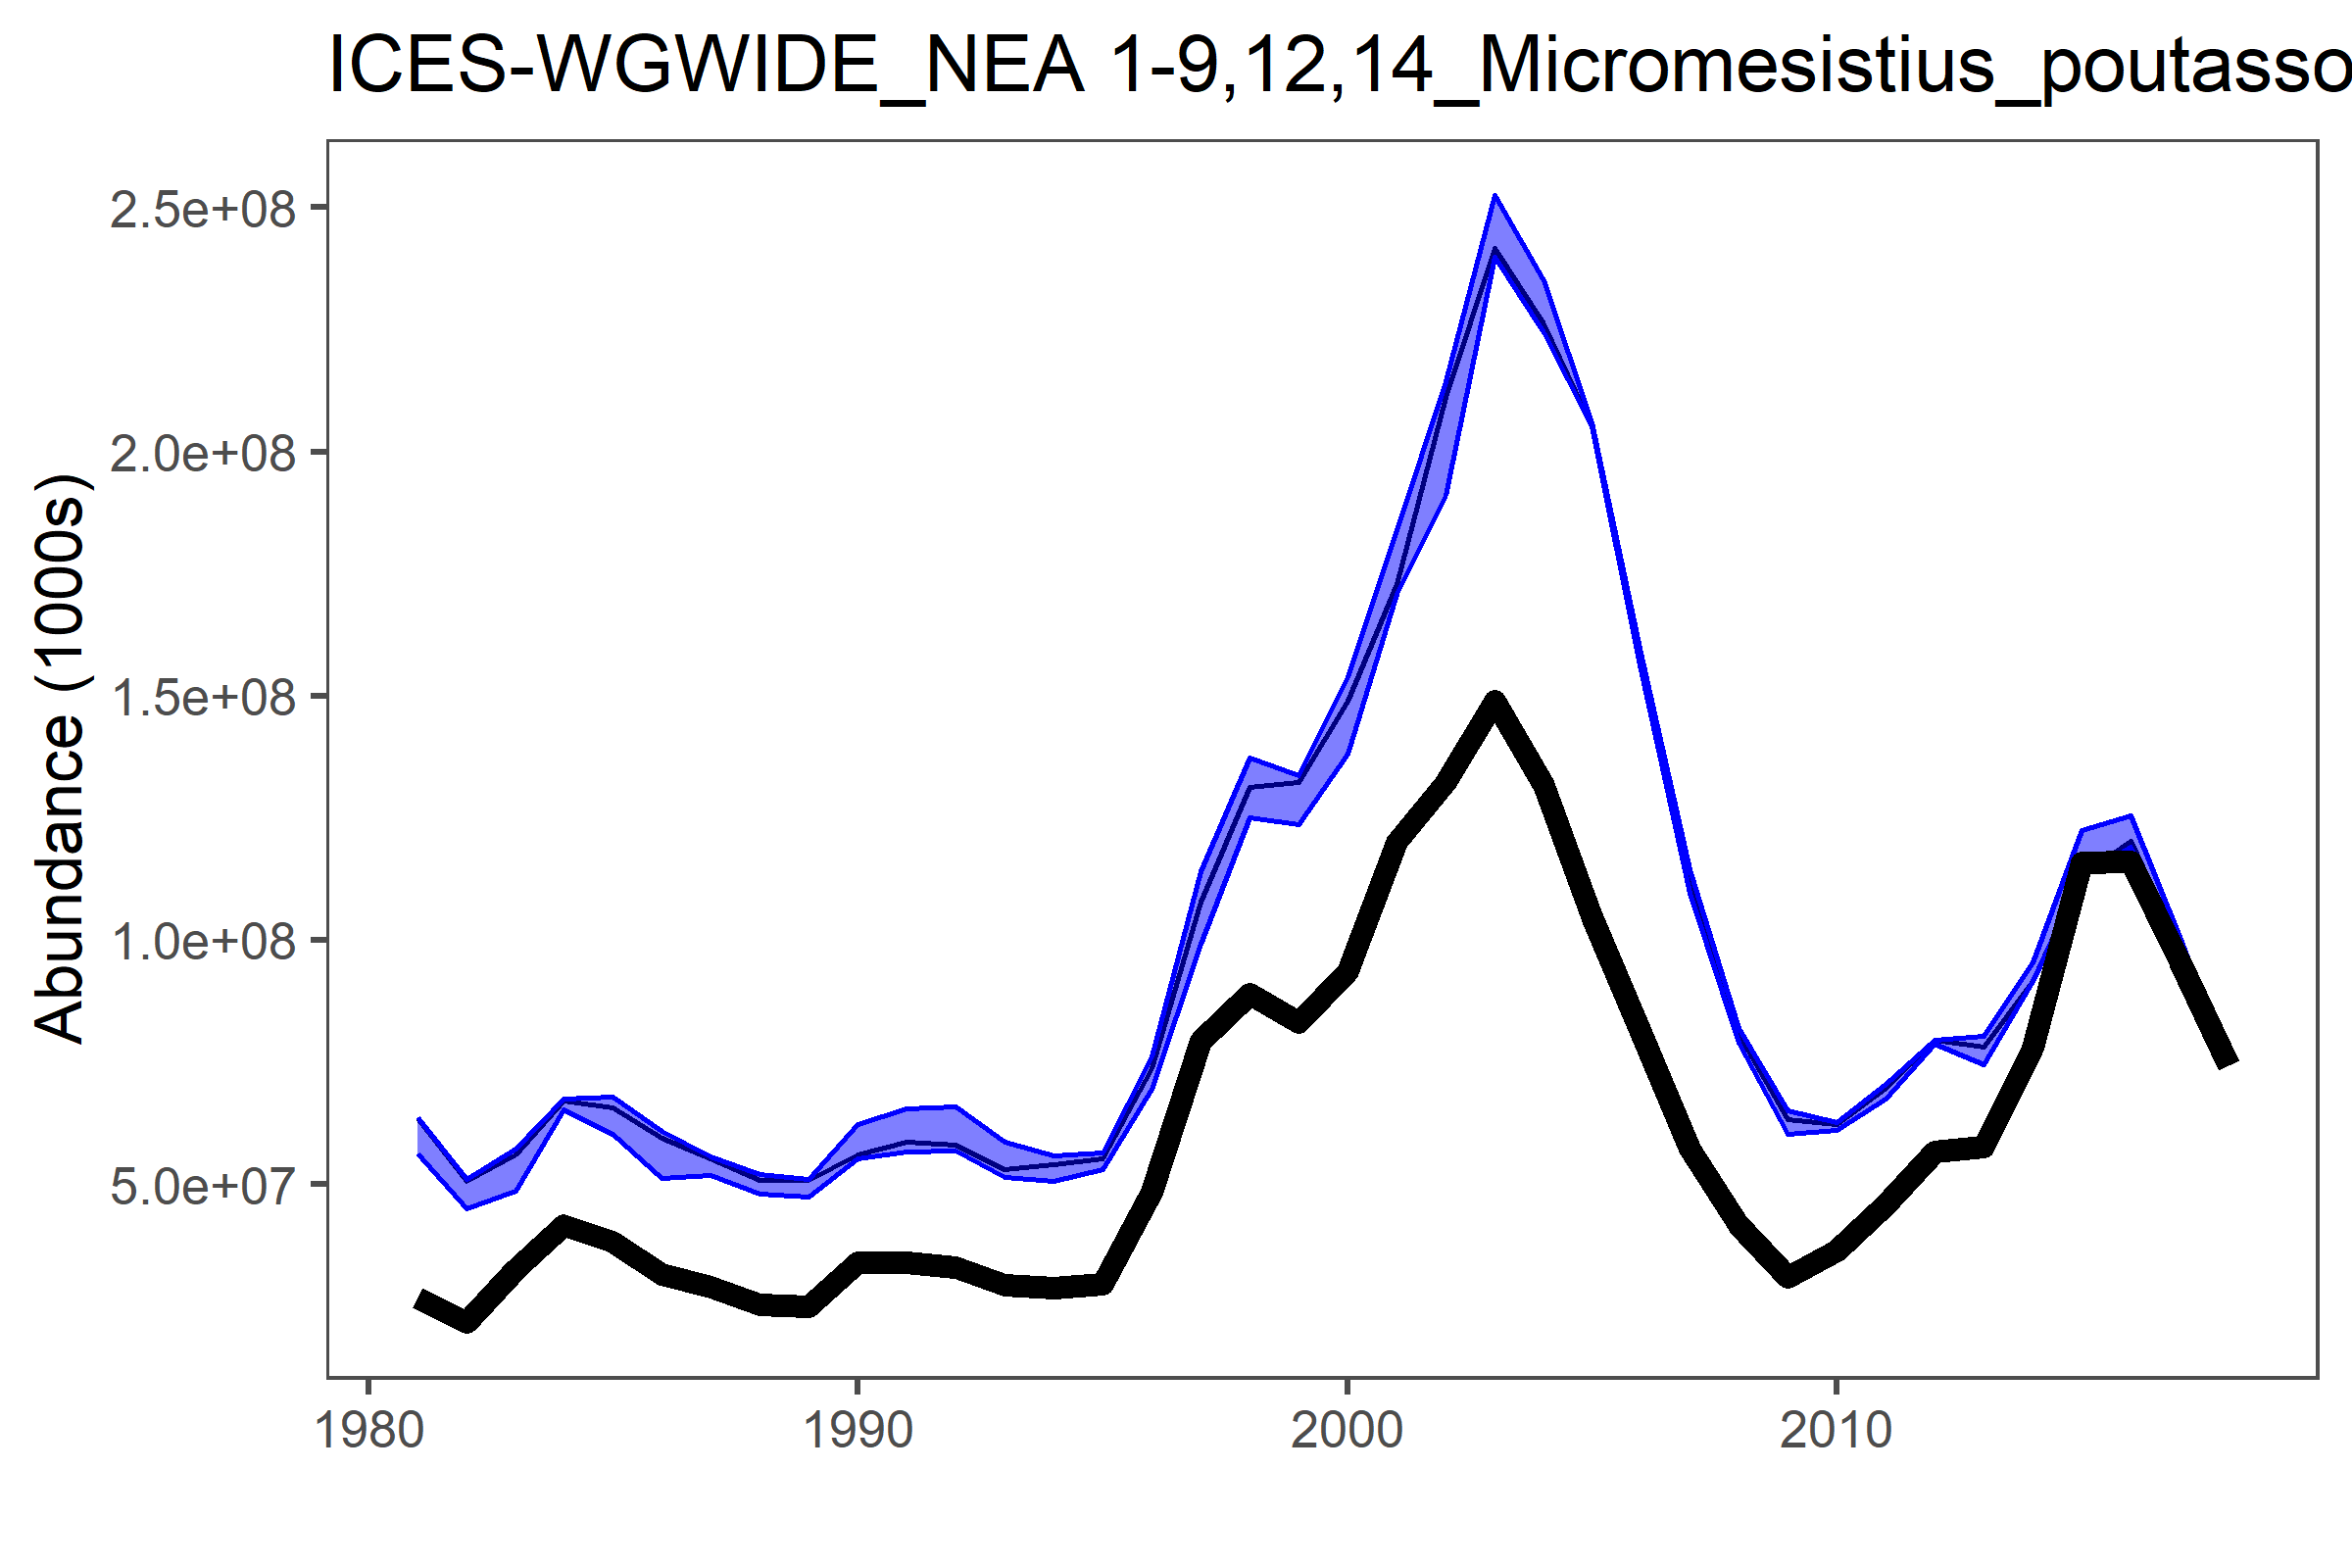 ICES-WGWIDE_NEA 1-9,12,14_Micromesistius_poutasso
Abundance (1000s)
2.5e+08
2.0e+08
1.5e+08
1.0e+08
5.0e+07
1980 1990 2000 2010